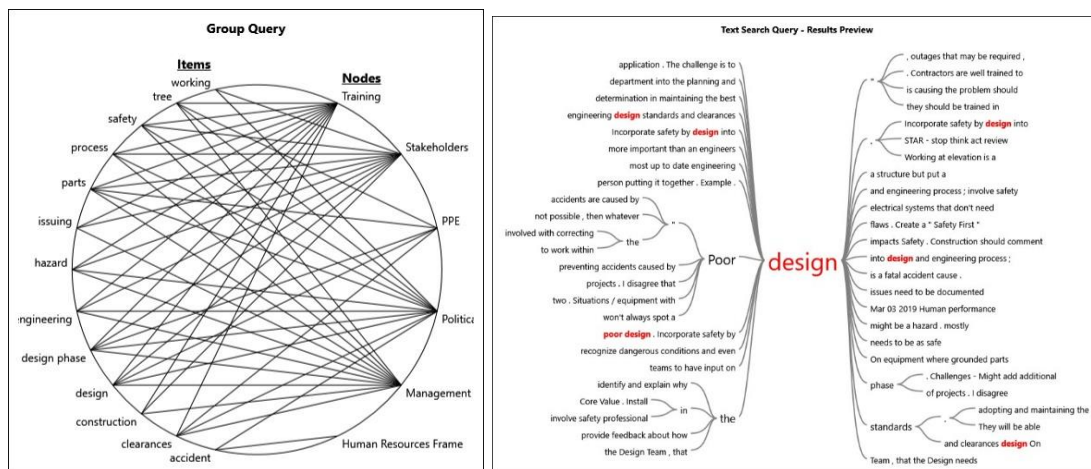 Group Query
Items
Nodes
working
tree
safety
process
parts
issuing
hazard
engineering
design phase
design
construction
clearances
accident
Training
Stakeholders
PPE
Politica
Management
Human Resources Frame
Text Search Query - Results Preview
application . The challenge is to
department into the planning and
determination in maintaining the best
engineering design standards and clearances
Incorporate safety by design into
more important than an engineers
most up to date engineering
person putting it together . Example .
accidents are caused by
not possible , then whatever
involved with correcting
to work within
the
"
preventing accidents caused by
projects . I disagree that
two . Situations / equipment with
won't always spot a
Poor
poor design . Incorporate safety by
recognize dangerous conditions and even
teams to have input on
identify and explain why
Core Value . Install
involve safety professional
in
provide feedback about how
the Design Team , that
the
design
"
, outages that may be required ,
. Contractors are well trained to
is causing the problem should
they should be trained in
.
Incorporate safety by design into
STAR - stop think act review
Working at elevation is a
a structure but put a
and engineering process ; involve safety
electrical systems that don't need
flaws . Create a " Safety First "
impacts Safety . Construction should comment
into design and engineering process ;
is a fatal accident cause .
issues need to be documented
Mar 03 2019 Human performance
might be a hazard . mostly
needs to be as safe
On equipment where grounded parts
phase
. Challenges - Might add additional
of projects . I disagree
standards
.
adopting and maintaining the
They will be able
and clearances design On
Team , that the Design needs